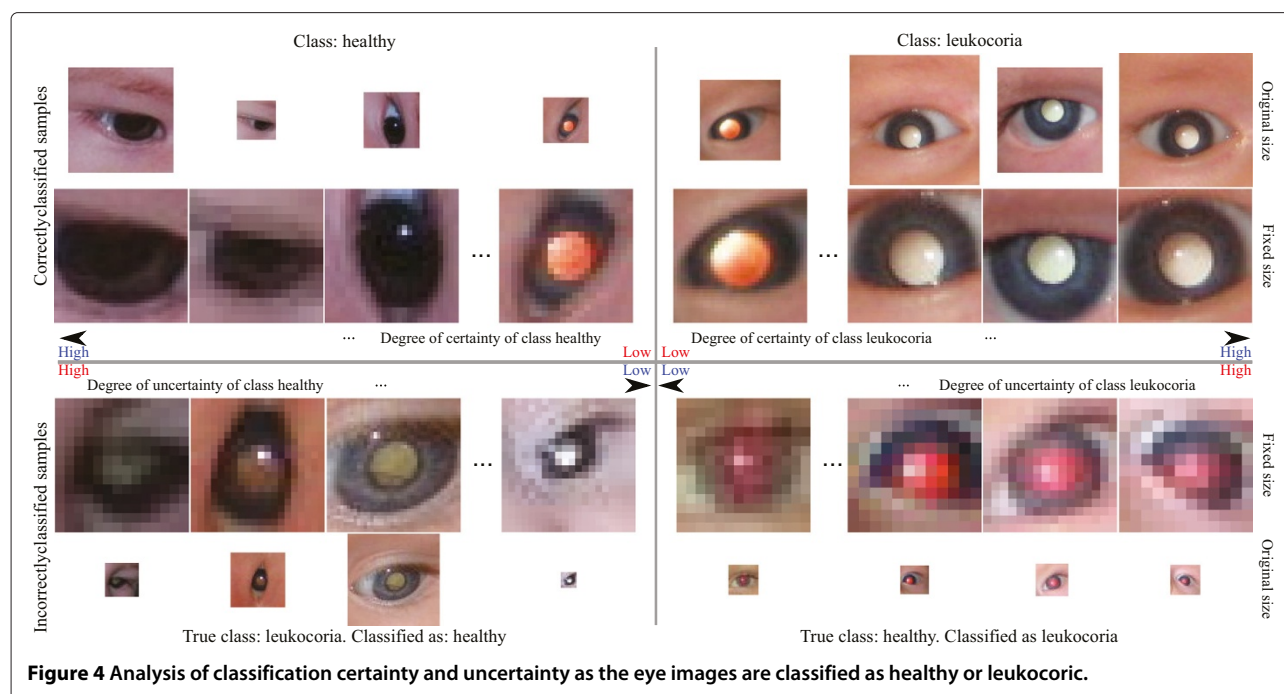 Class: healthy
Class: leukocoria
Correctlyclassified samples
Original size
Fixed size
...
...
... Degree of certainty of class healthy
Degree of certainty of class leukocoria ...
High
Low
Low
High
High
Low
Low
High
Degree of uncertainty of class healthy ...
... Degree of uncertainty of class leukocoria
Incorrectlyclassified samples
Fixed size
Original size
...
...
True class: leukocoria. Classified as: healthy
True class: healthy. Classified as leukocoria
Figure 4 Analysis of classification certainty and uncertainty as the eye images are classified as healthy or leukocoric.